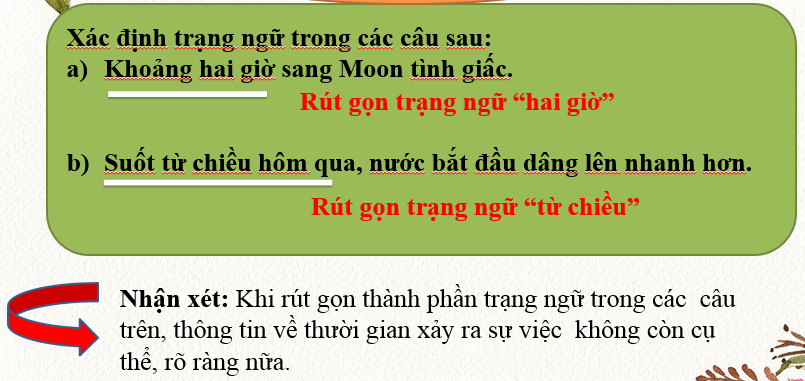 Xác định trạng ngữ trong các câu sau:
a) Khoảng hai giờ sang Moon tình giấc.
Rút gọn trạng ngữ “hai giờ”
b) Suốt từ chiều hôm qua, nước bắt đầu dâng lên nhanh hơn.
Rút gọn trạng ngữ “từ chiều”
Nhận xét: Khi rút gọn thành phần trạng ngữ trong các câu
trên, thông tin về thười gian xảy ra sự việc không còn cụ
thể, rõ ràng nữa.